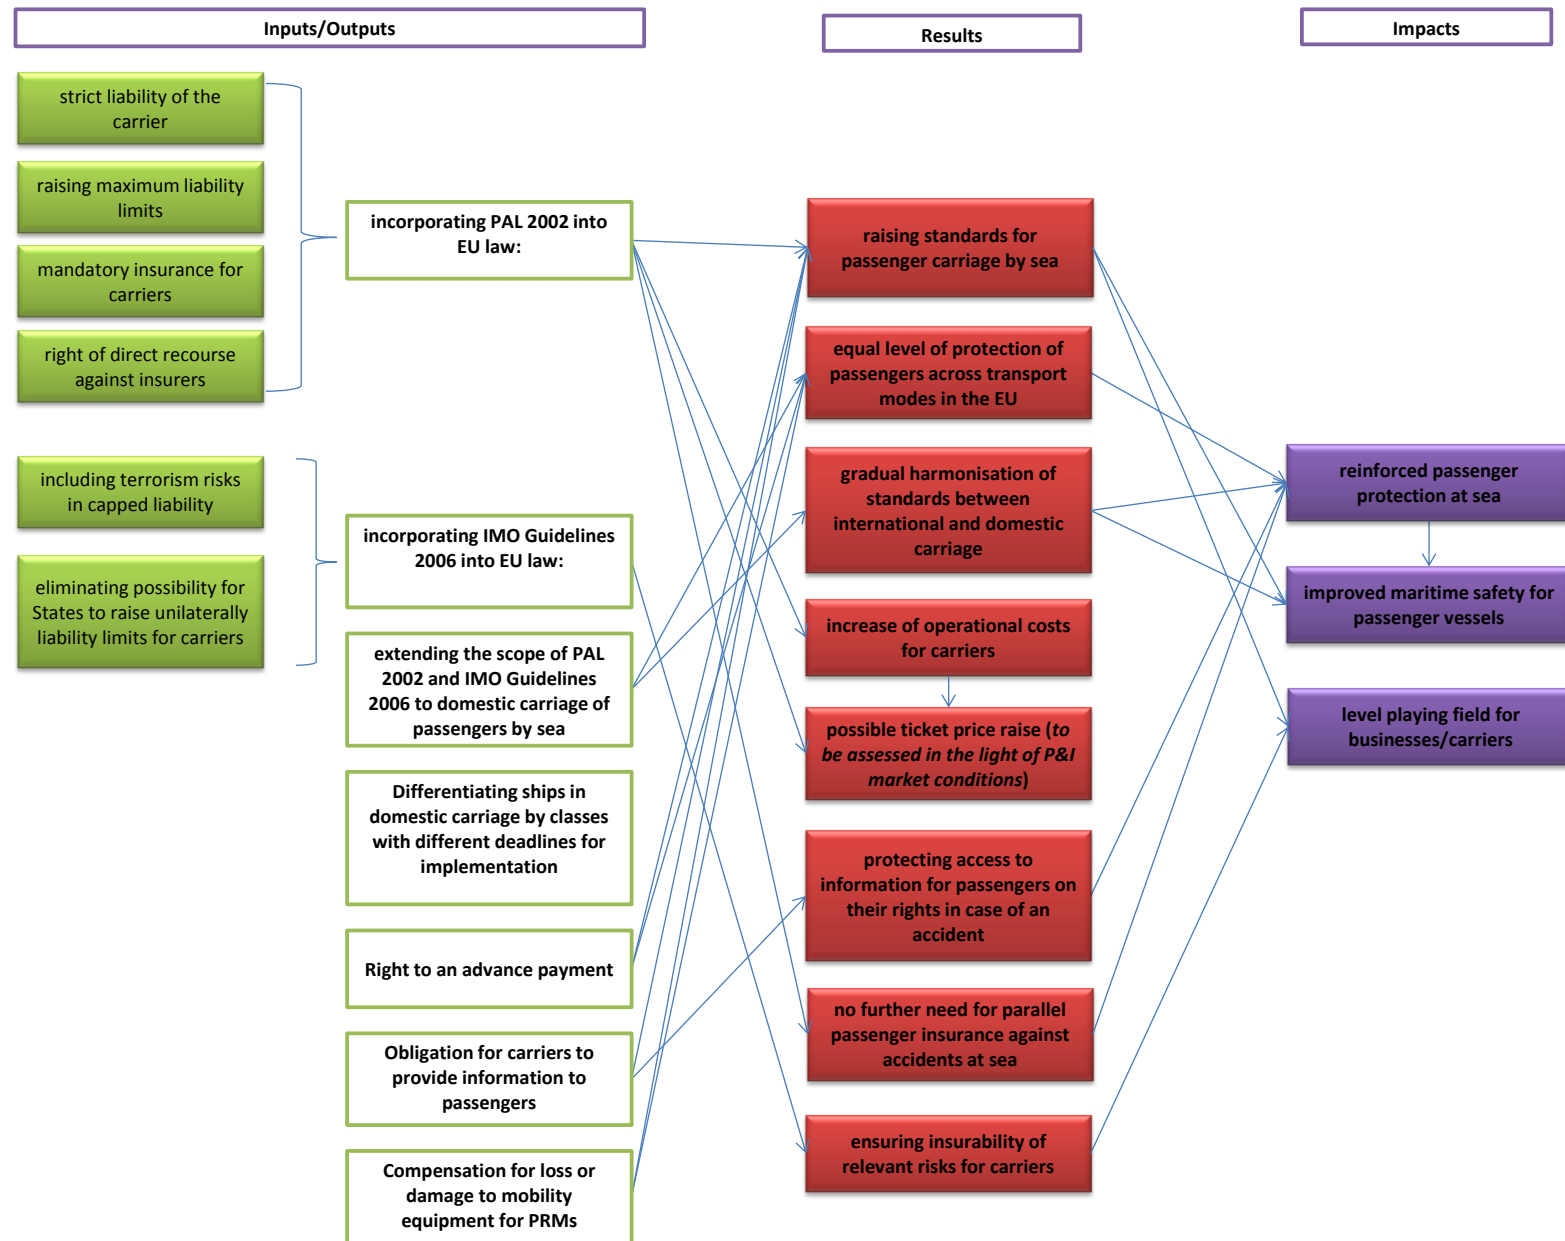 Inputs/Outputs
Results
Impacts
strict liability of the
carrier
raising maximum liability
limits
mandatory insurance for
carriers
right of direct recourse
against insurers
including terrorism risks
in capped liability
eliminating possibility for
States to raise unilaterally
liability limits for carriers
incorporating PAL 2002 into
EU law:
incorporating IMO Guidelines
2006 into EU law:
extending the scope of PAL
2002 and IMO Guidelines
2006 to domestic carriage of
passengers by sea
Differentiating ships in
domestic carriage by classes
with different deadlines for
implementation
Right to an advance payment
Obligation for carriers to
provide information to
passengers
Compensation for loss or
damage to mobility
equipment for PRMs
raising standards for
passenger carriage by sea
equal level of protection of
passengers across transport
modes in the EU
gradual harmonisation of
standards between
international and domestic
carriage
increase of operational costs
for carriers
possible ticket price raise (to
be assessed in the light of P&I
market conditions)
protecting access to
information for passengers on
their rights in case of an
accident
no further need for parallel
passenger insurance against
accidents at sea
ensuring insurability of
relevant risks for carriers
reinforced passenger
protection at sea
improved maritime safety for
passenger vessels
level playing field for
businesses/carriers